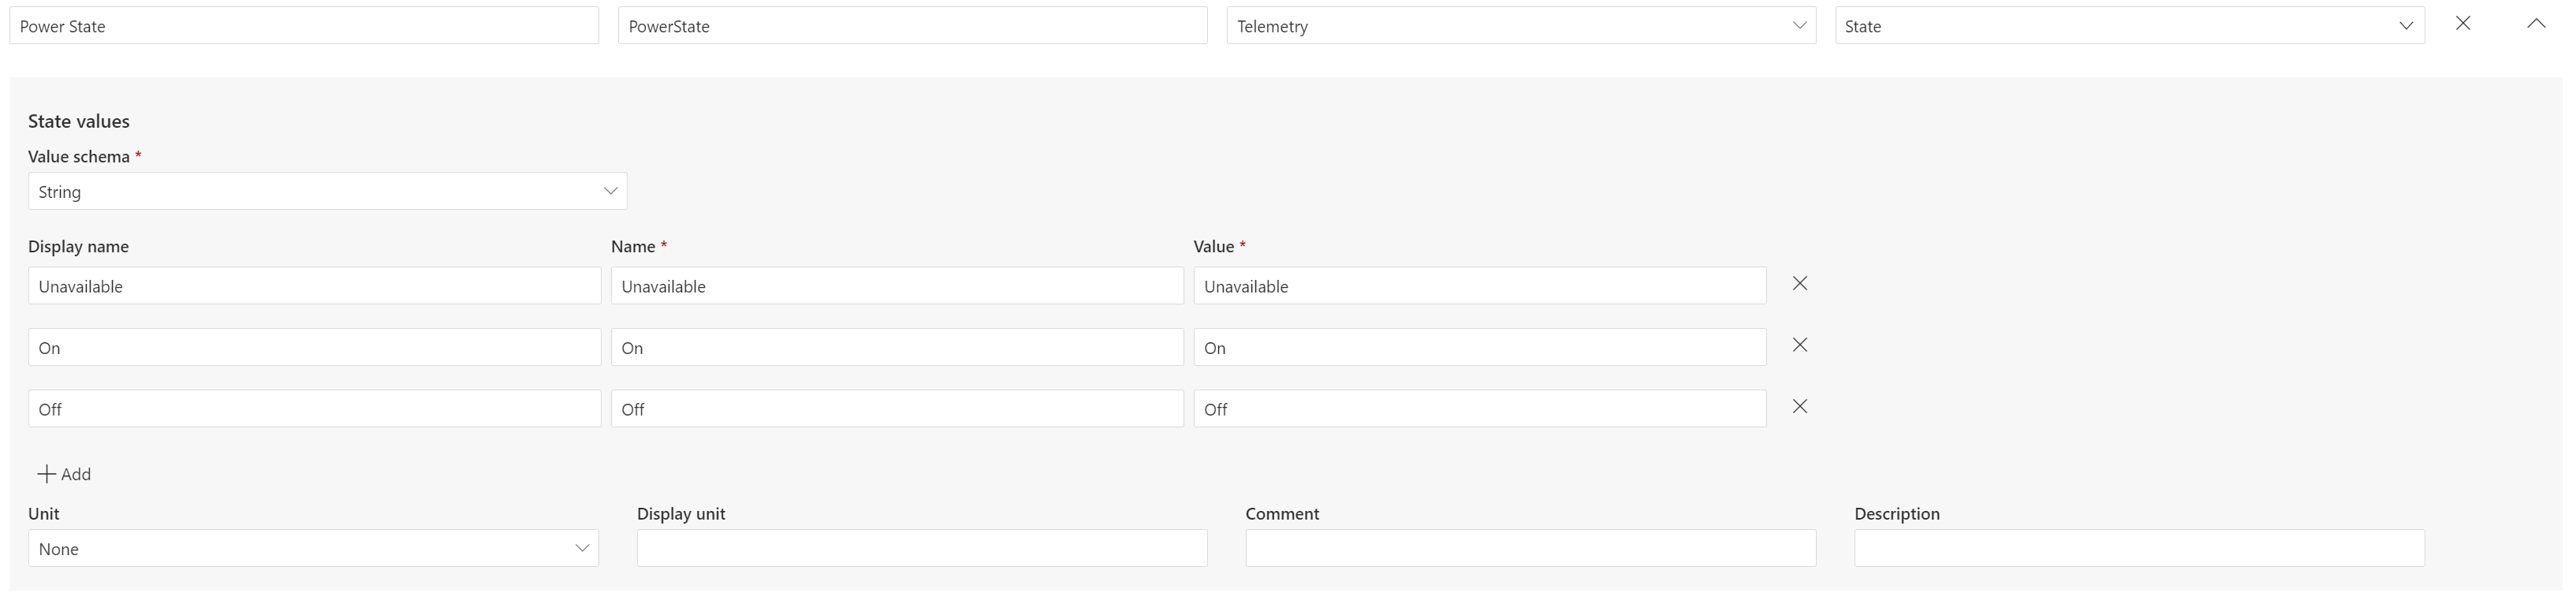 Power State PowerState Telemetry State
State values
Value schema *
String
Display name Name * Value *
Unavailable Unavailable Unavailable
On On On
Off Off Off
Add
Unit Display unit Comment Description
None